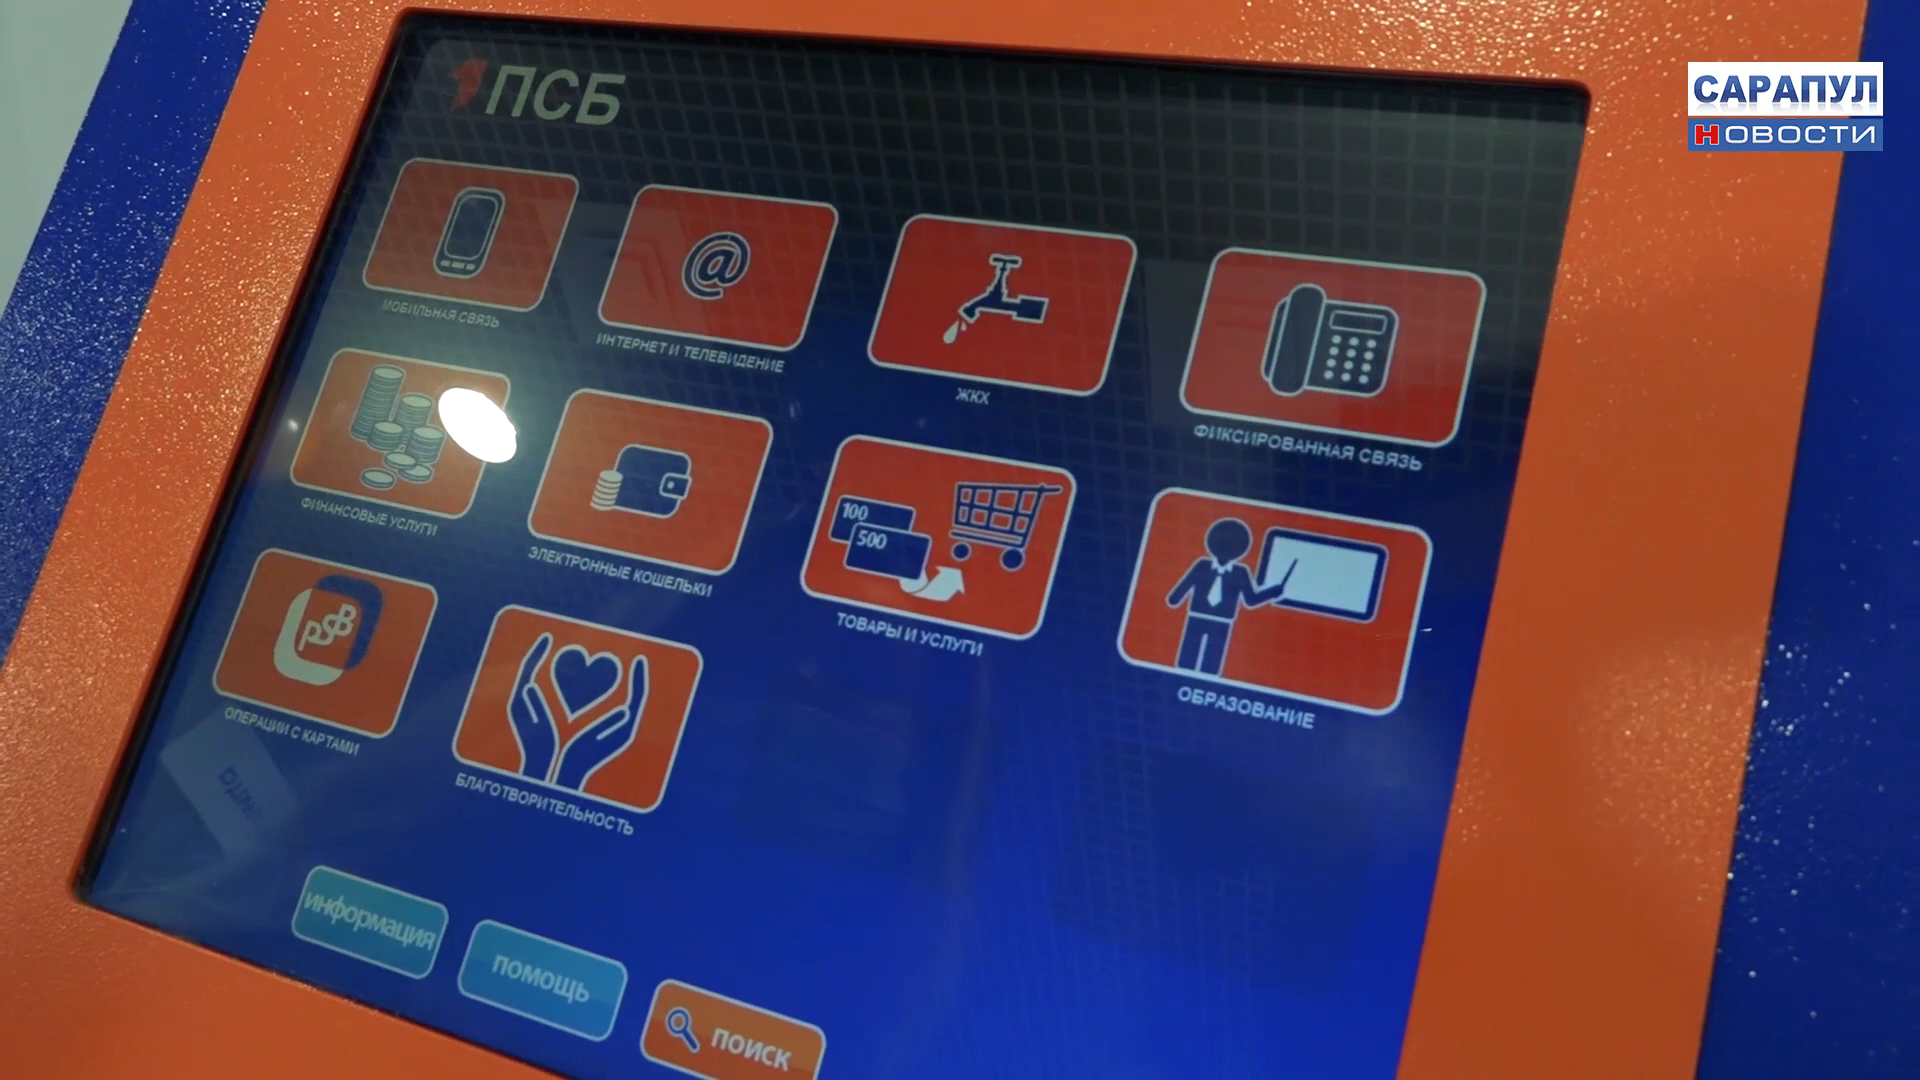 САРАПУЛ
НОВОСТИ
ПСБ
МОБИЛЬНАЯ СВЯЗЬ
ИНТЕРНЕТ И ТЕЛЕВИДЕНИЕ
@
ЖКХ
ФИКСИРОВАННАЯ СВЯЗЬ
ФИНАНСОВЫЕ УСЛУГИ
ЭЛЕКТРОННЫЕ КОШЕЛЬКИ
100
500
ТОВАРЫ И УСЛУГИ
ОБРАЗОВАНИЕ
PSB
ОПЕРАЦИИ С КАРТАМИ
БЛАГОТВОРИТЕЛЬНОСТЬ
информация
помощь
поиск